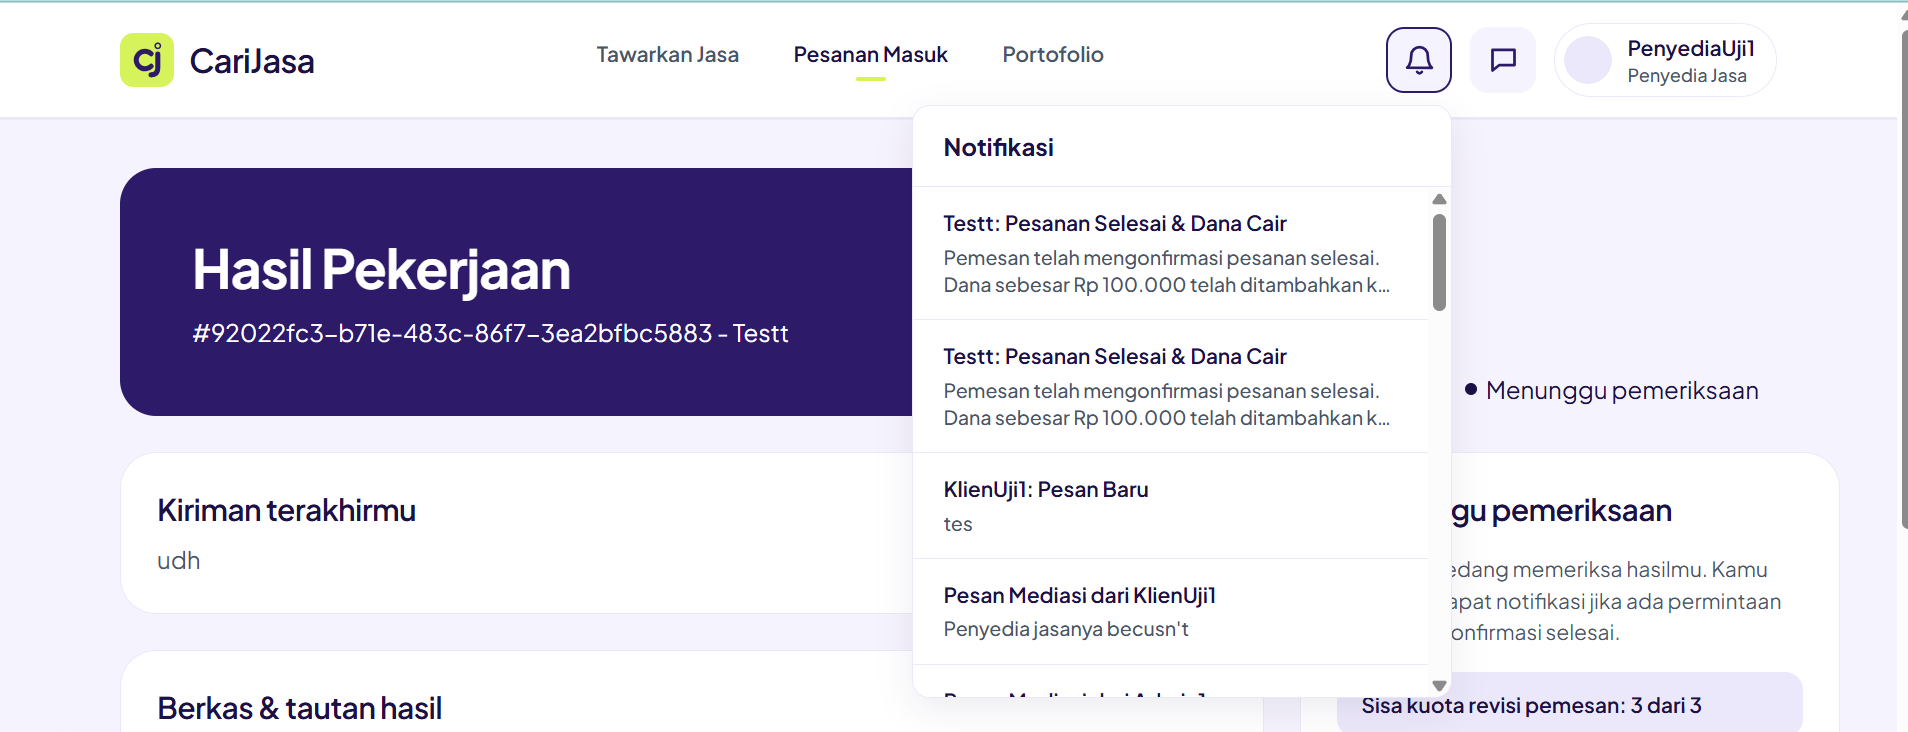 cj CariJasa
Tawarkan Jasa
Pesanan Masuk
Portofolio
PenyediaUji1
Penyedia Jasa
Hasil Pekerjaan
#92022fc3-b71e-483c-86f7-3ea2bfbc5883 - Testt
Notifikasi
Testt: Pesanan Selesai & Dana Cair
Pemesan telah mengonfirmasi pesanan selesai.
Dana sebesar Rp 100.000 telah ditambahkan k...
Testt: Pesanan Selesai & Dana Cair
Pemesan telah mengonfirmasi pesanan selesai.
Dana sebesar Rp 100.000 telah ditambahkan k...
KlienUji1: Pesan Baru
tes
Pesan Mediasi dari KlienUji1
Penyedia jasanya becusn't
Menunggu pemeriksaan
Kiriman terakhirmu
udh
Berkas & tautan hasil
gu pemeriksaan
edang memeriksa hasilmu. Kamu
apat notifikasi jika ada permintaan
onfirmasi selesai.
Sisa kuota revisi pemesan: 3 dari 3